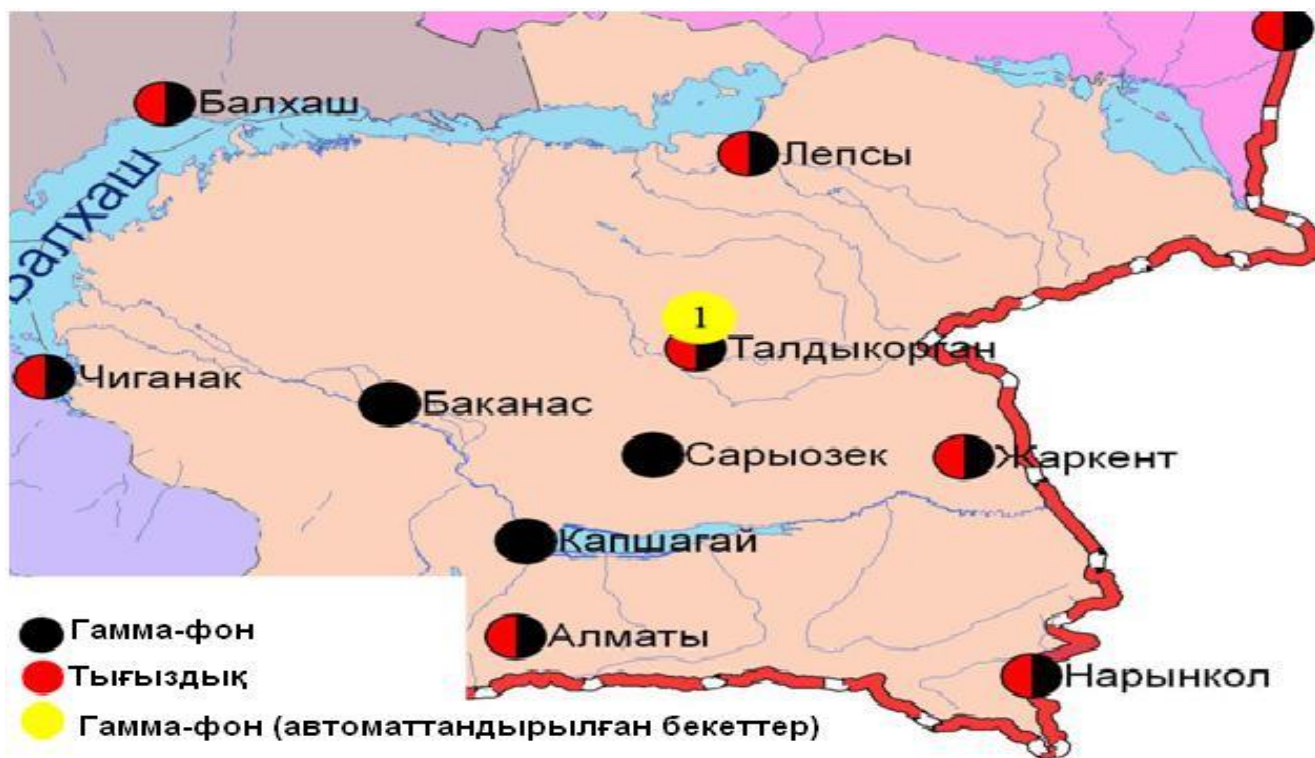 Балхаш
Лепсы
Балхаш
1
Талдыкорган
Чиганак
Баканас
Сарыозек
Жаркент
Капшагай
Гамма-фон
Алматы
Тығыздық
Нарынкол
Гамма-фон (автоматтандырылған бекеттер)